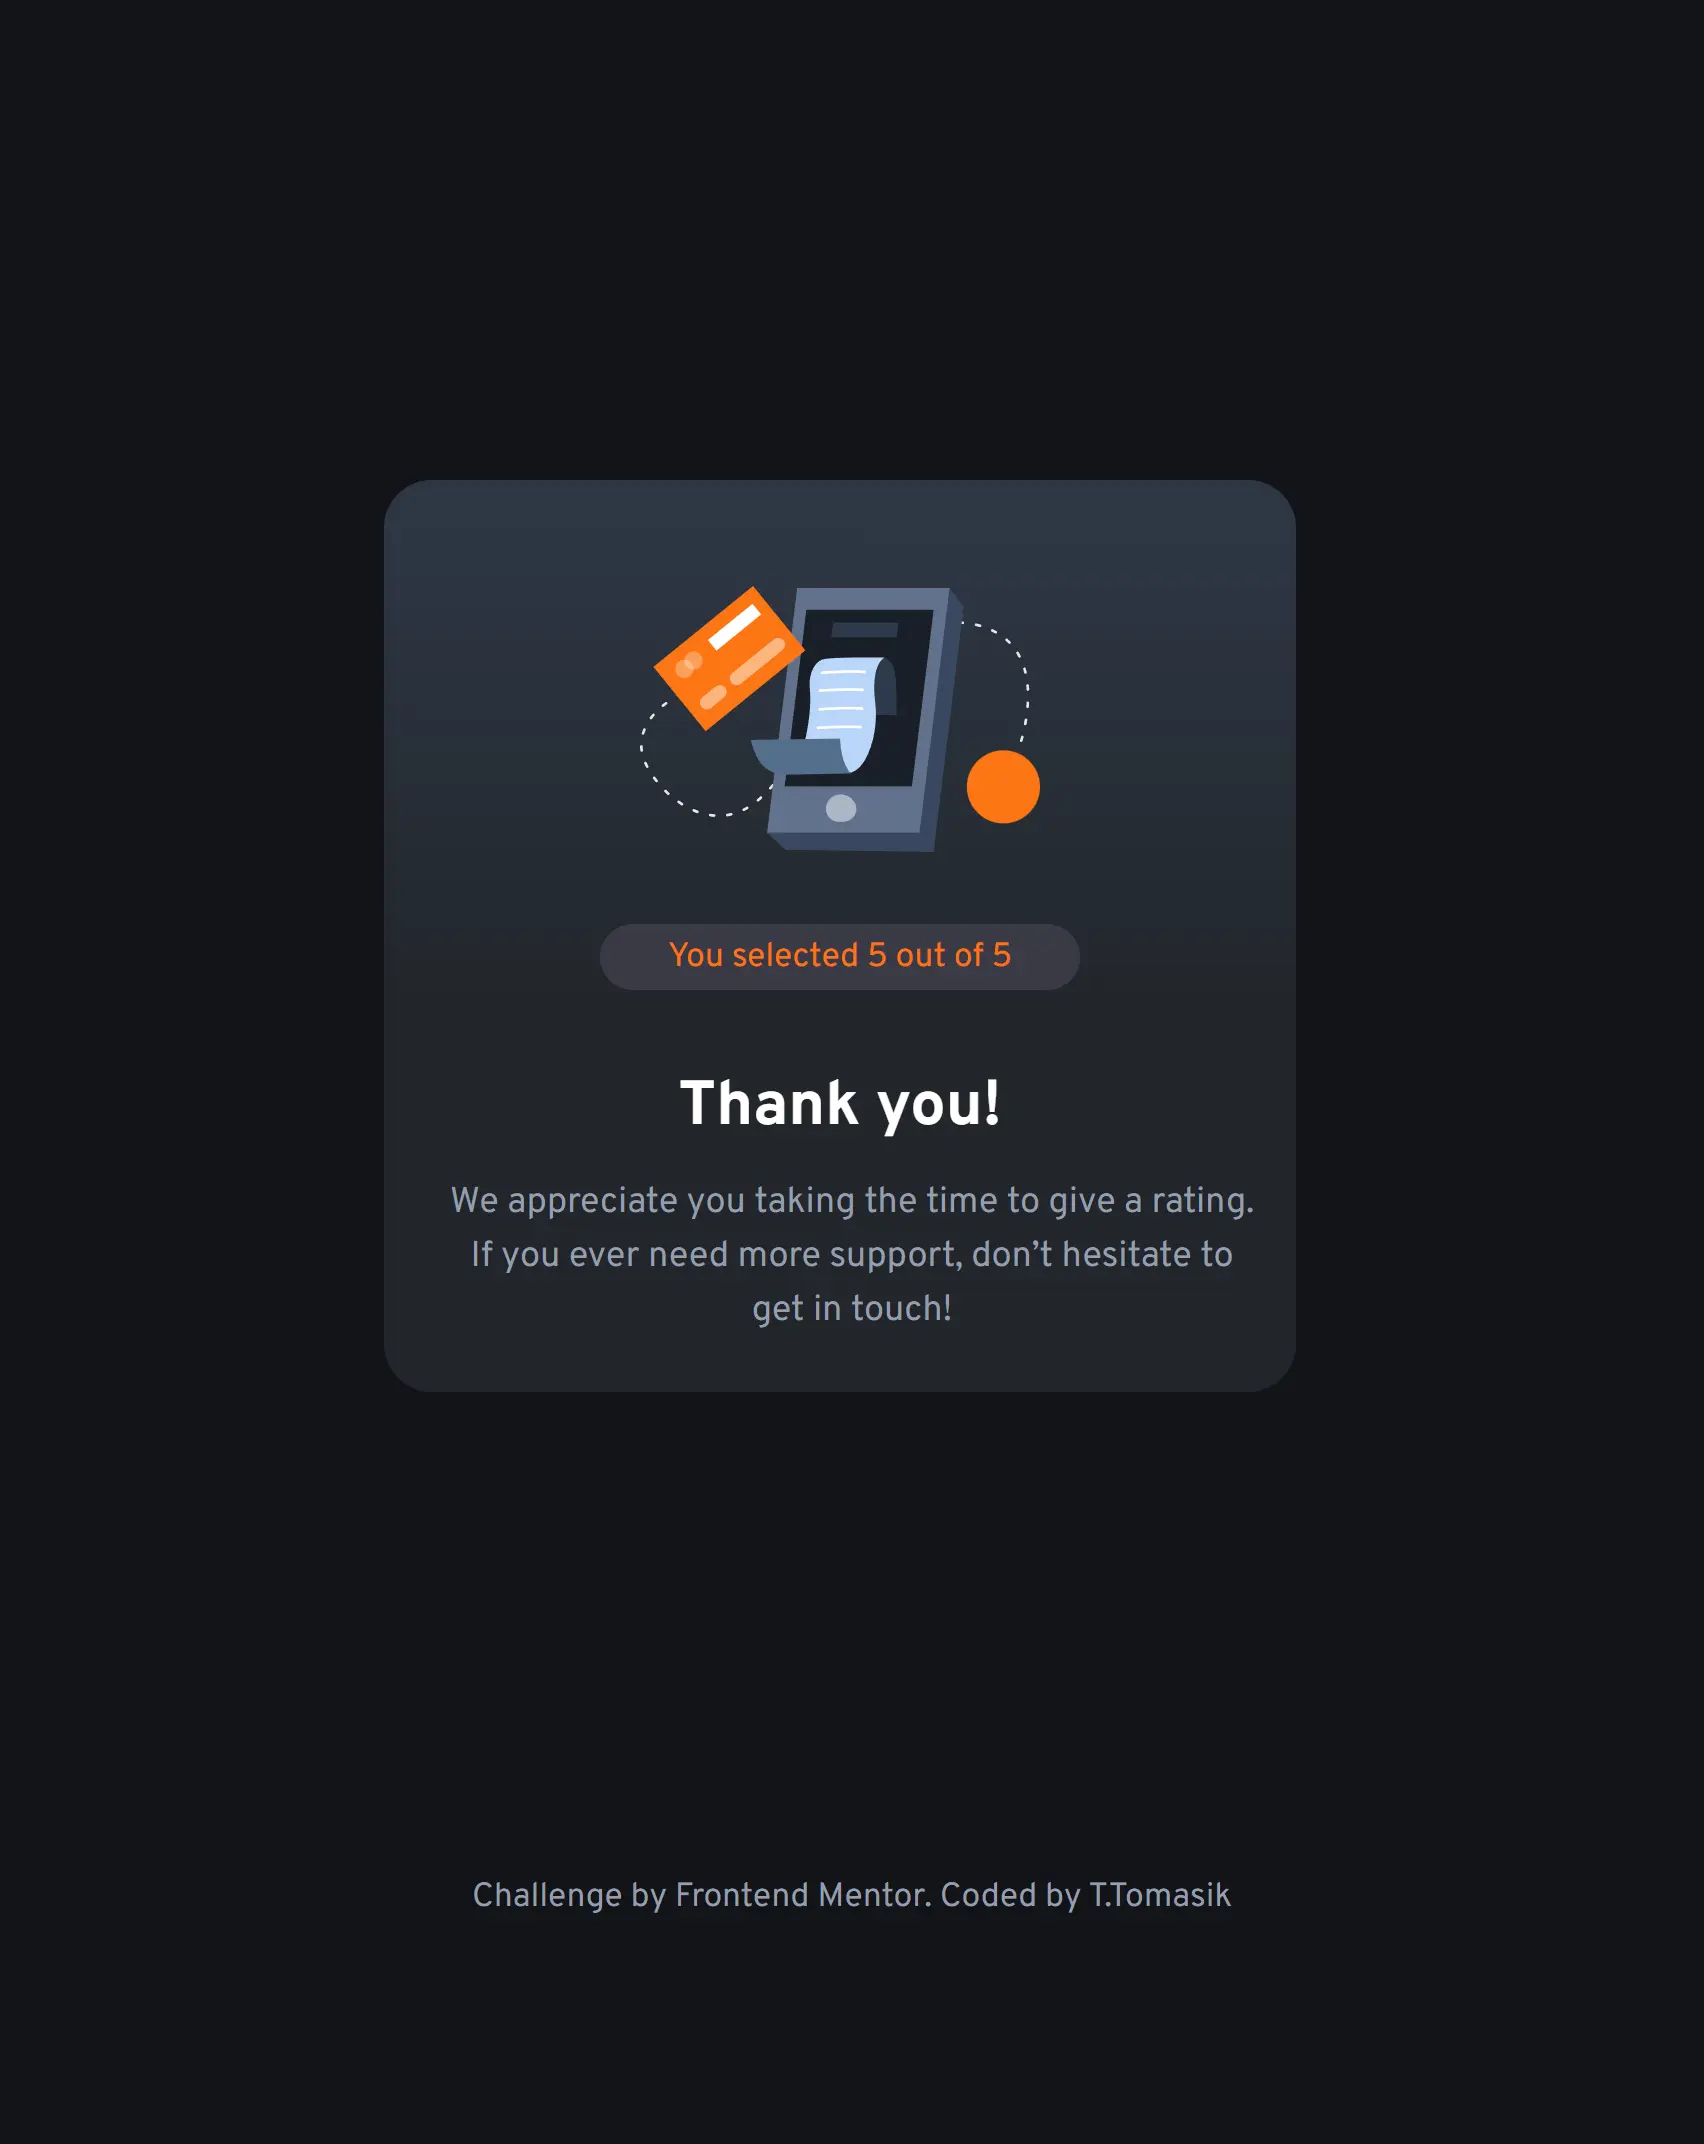 You selected 5 out of 5
Thank you!
We appreciate you taking the time to give a rating.
If you ever need more support, don’t hesitate to
get in touch!
Challenge by Frontend Mentor. Coded by T.Tomasik